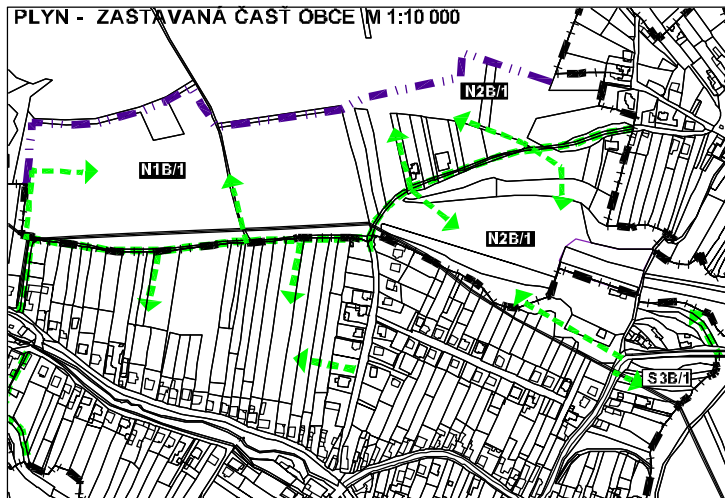 PLYN - ZASTAVANÁ ČASŤ OBCE M 1:10 000
N2B/1
N1B/1
N2B/1
S3B/1